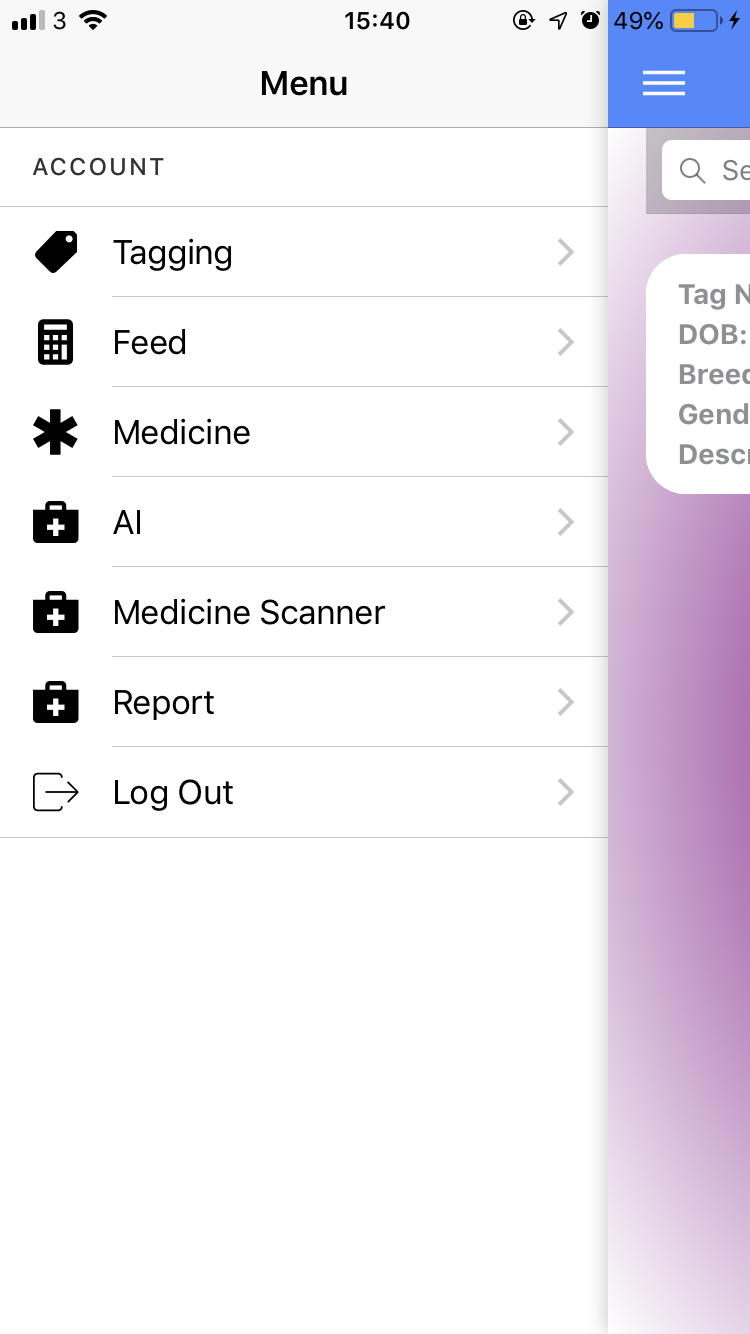 3 15:40 49%
Menu
ACCOUNT
Tagging
Feed
Medicine
AI
Medicine Scanner
Report
Log Out
Se
Tag N
DOB:
Breed
Gend
Descr